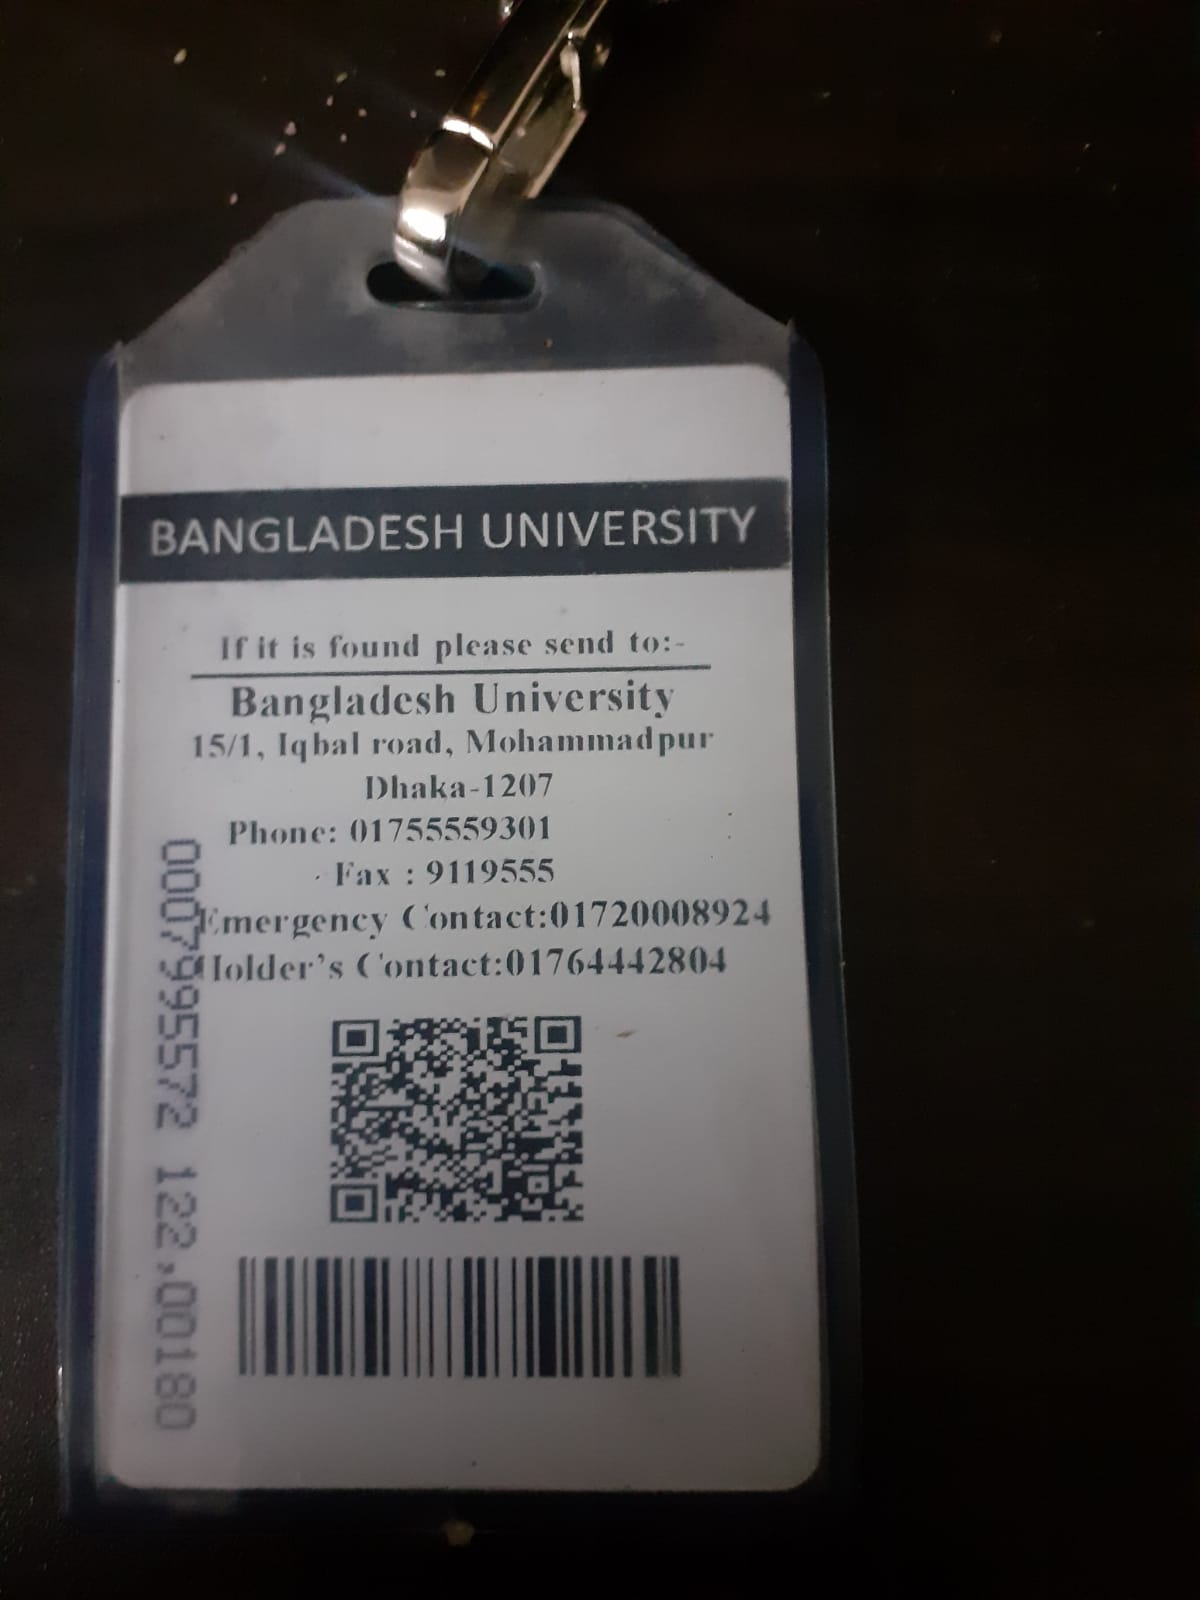 BANGLADESH UNIVERSITY
If it is found please send to:-
Bangladesh University
15/1, Iqbal road, Mohammadpur
Dhaka-1207
Phone: 01755559301
Fax : 9119555
Emergency Contact:01720008924
Holder's Contact:01764442804
0007995572 122,00180